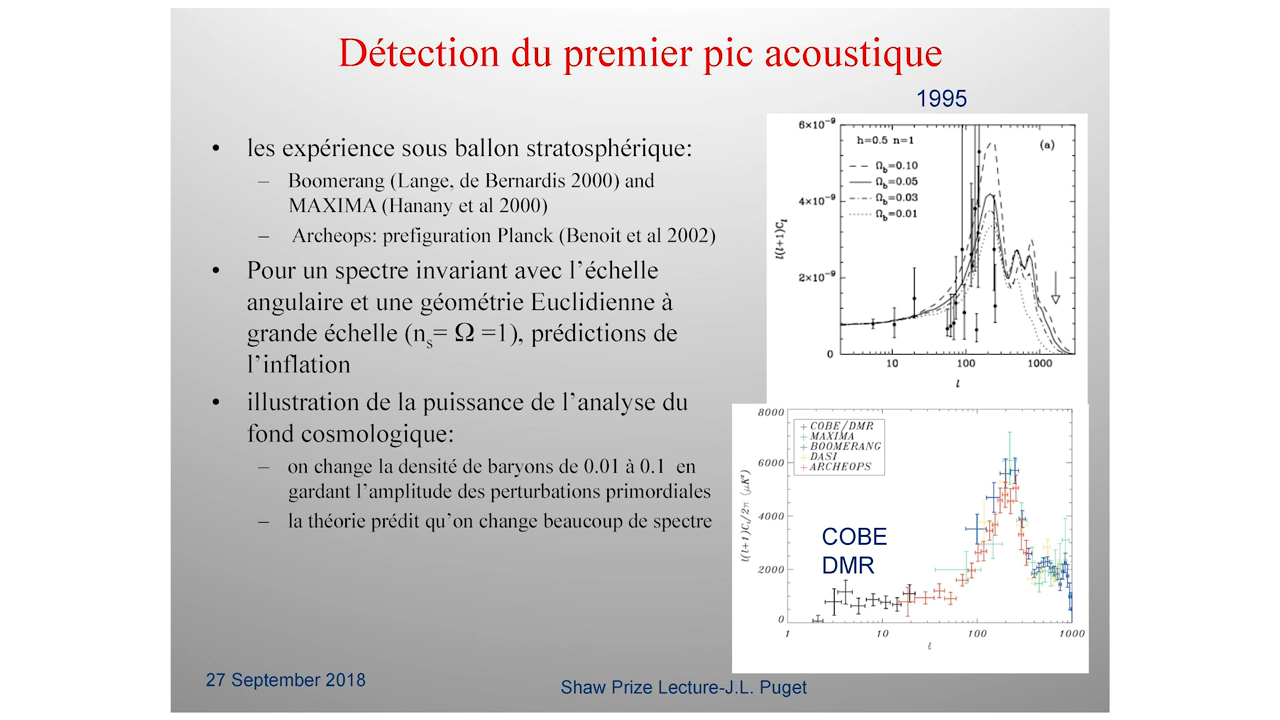 Détection du premier pic acoustique
1995
• les expérience sous ballon stratosphérique:
– Boomerang (Lange, de Bernardis 2000) and
MAXIMA (Hanany et al 2000)
– Archeops: prefiguration Planck (Benoit et al 2002)
• Pour un spectre invariant avec l’échelle
angulaire et une géométrie Euclidienne à
grande échelle (ns= Ω =1), prédictions de
l’inflation
• illustration de la puissance de l’analyse du
fond cosmologique:
– on change la densité de baryons de 0.01 à 0.1 en
gardant l’amplitude des perturbations primordiales
– la théorie prédit qu’on change beaucoup de spectre
6×10⁻⁹
4×10⁻⁹
2×10⁻⁹
0
l(l+1)Cl
h=0.5 n=1
(a)
Ωb=0.10
Ωb=0.05
Ωb=0.03
Ωb=0.01
10 100 1000
l
8000
6000
4000
2000
0
l(l+1)Cl/2π (μK²)
COBE/DMR
MAXIMA
BOOMERANG
DASI
ARCHEOPS
COBE
DMR
1 10 100 1000
ℓ
27 September 2018
Shaw Prize Lecture-J.L. Puget